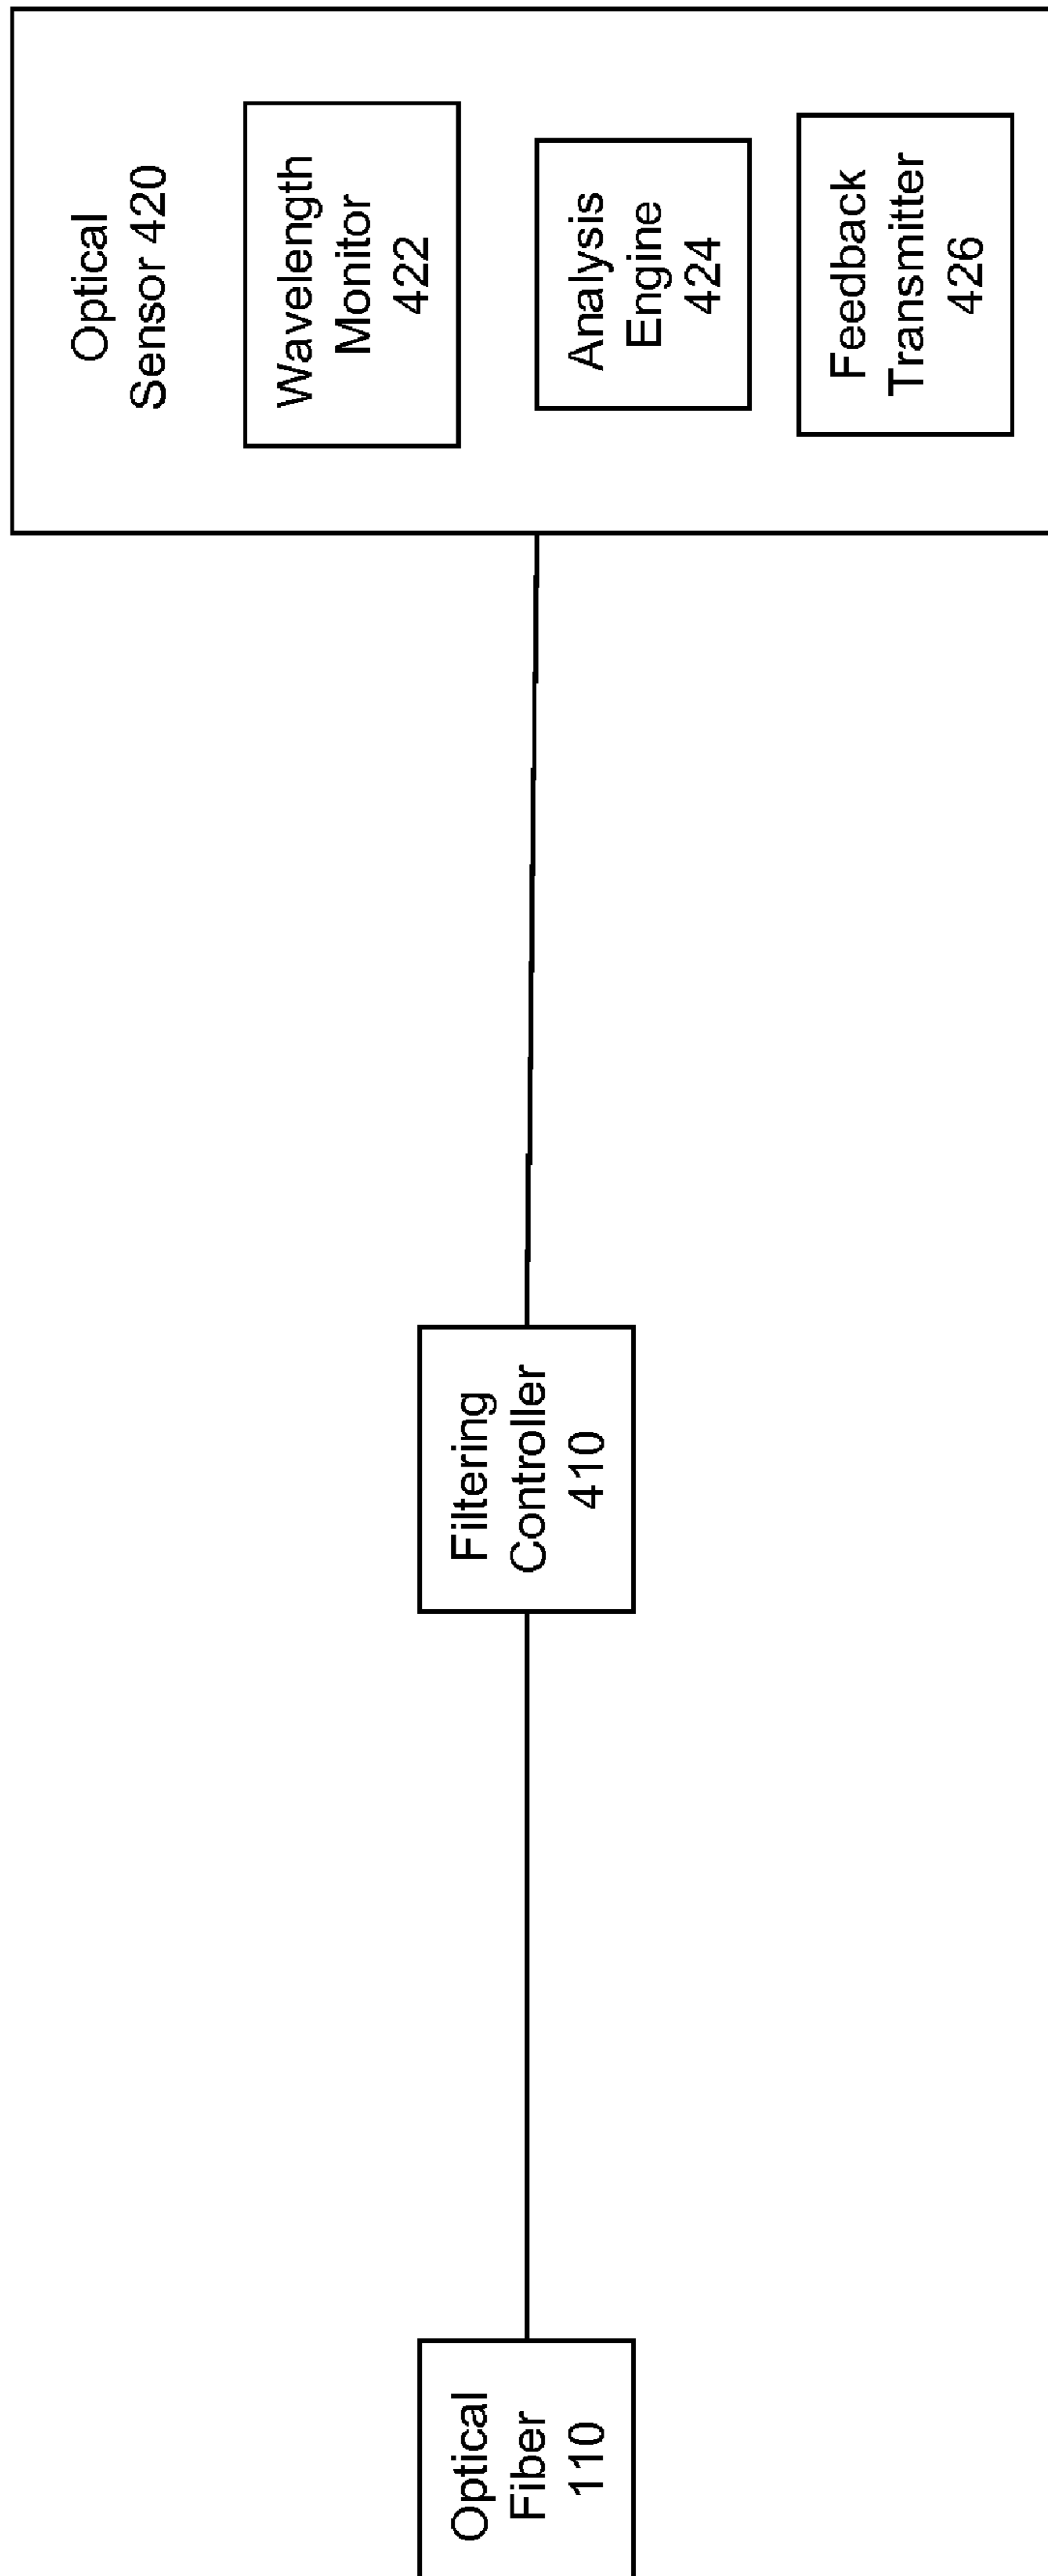 Optical
Fiber
110
Filtering
Controller
410
Optical
Sensor 420
Wavelength
Monitor
422
Analysis
Engine
424
Feedback
Transmitter
426